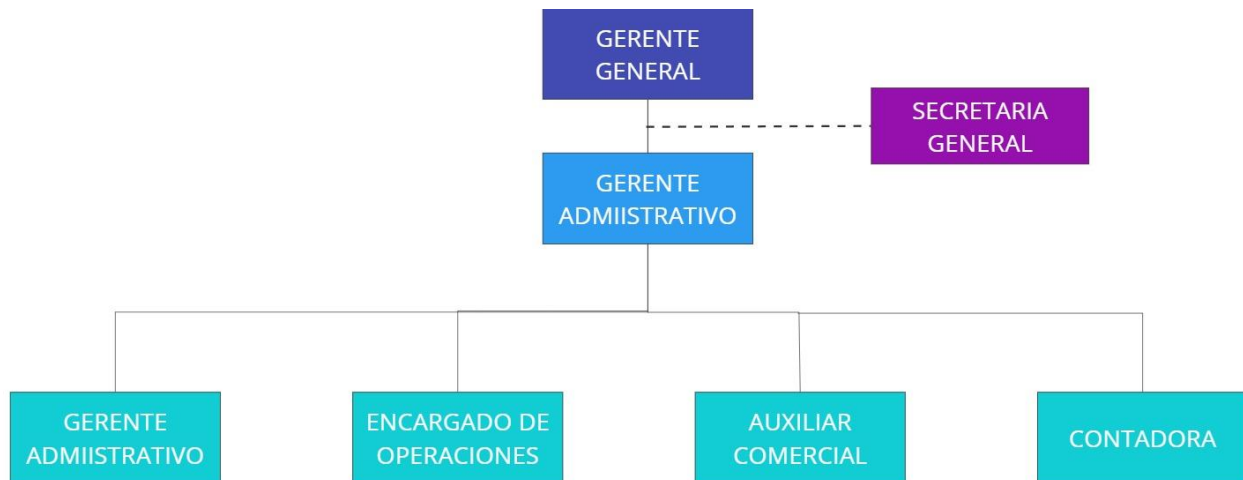 GERENTE
GENERAL
SECRETARIA
GENERAL
GERENTE
ADMIISTRATIVO
GERENTE
ADMIISTRATIVO
ENCARGADO DE
OPERACIONES
AUXILIAR
COMERCIAL
CONTADORA